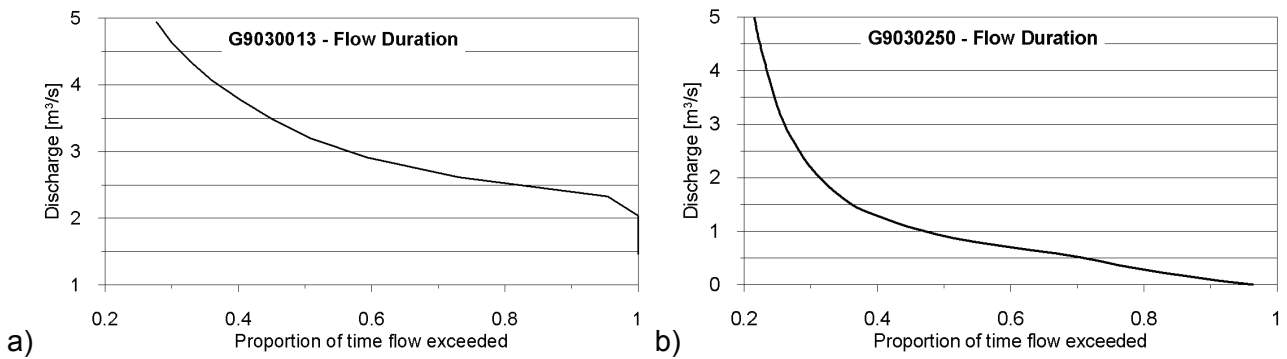 G9030013 - Flow Duration
Discharge [m³/s]
5
4
3
2
1
0.2 0.4 0.6 0.8 1
Proportion of time flow exceeded
a)
G9030250 - Flow Duration
Discharge [m³/s]
5
4
3
2
1
0
0.2 0.4 0.6 0.8 1
Proportion of time flow exceeded
b)